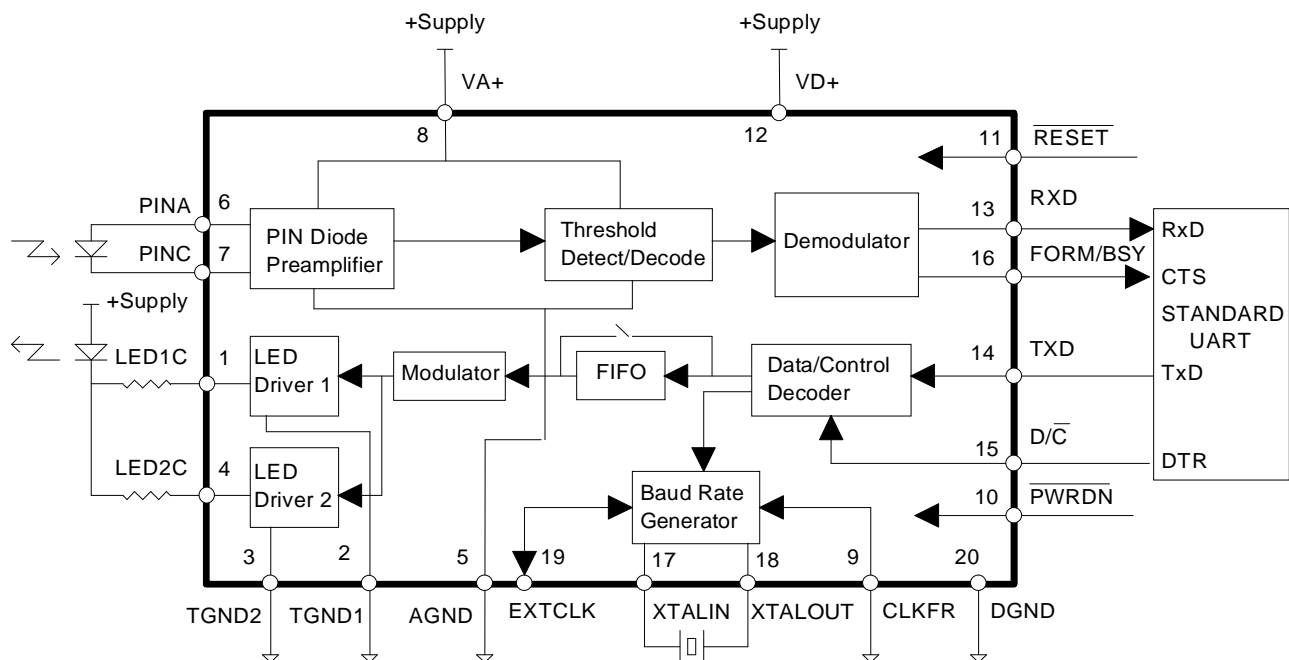 +Supply
+Supply
VA+
VD+
8
12
11
RESET
PINA
6
13
RXD
PIN Diode
Preamplifier
Threshold
Detect/Decode
Demodulator
RxD
PINC
7
16
FORM/BSY
CTS
+Supply
STANDARD
UART
LED1C
1
LED
Driver 1
Modulator
FIFO
Data/Control
Decoder
14
TXD
TxD
LED2C
4
LED
Driver 2
15
D/C̅
DTR
Baud Rate
Generator
10
PWRDN
3
2
5
19
17
18
9
20
TGND2
TGND1
AGND
EXTCLK
XTALIN
XTALOUT
CLKFR
DGND